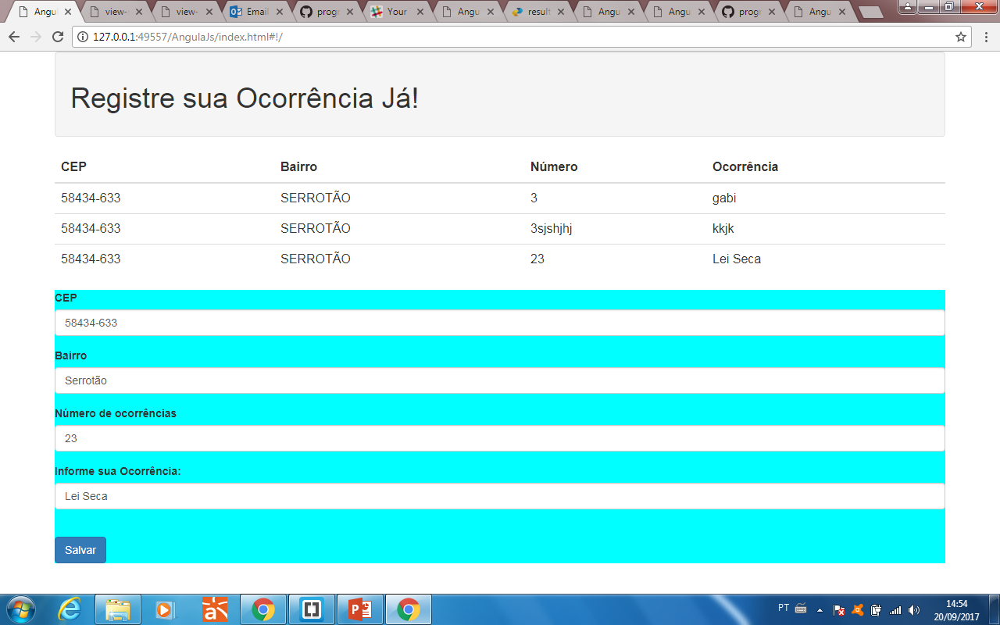 Angul view- view- Email progr Your Angu result Angu Angu progr Angu
127.0.0.1:49557/AngulaJs/index.html#!/
Registre sua Ocorrência Já!
CEP Bairro Número Ocorrência
58434-633 SERROTÃO 3 gabi
58434-633 SERROTÃO 3sjshjhj kkjk
58434-633 SERROTÃO 23 Lei Seca
CEP
58434-633
Bairro
Serrotão
Número de ocorrências
23
Informe sua Ocorrência:
Lei Seca
Salvar
PT
14:54
20/09/2017